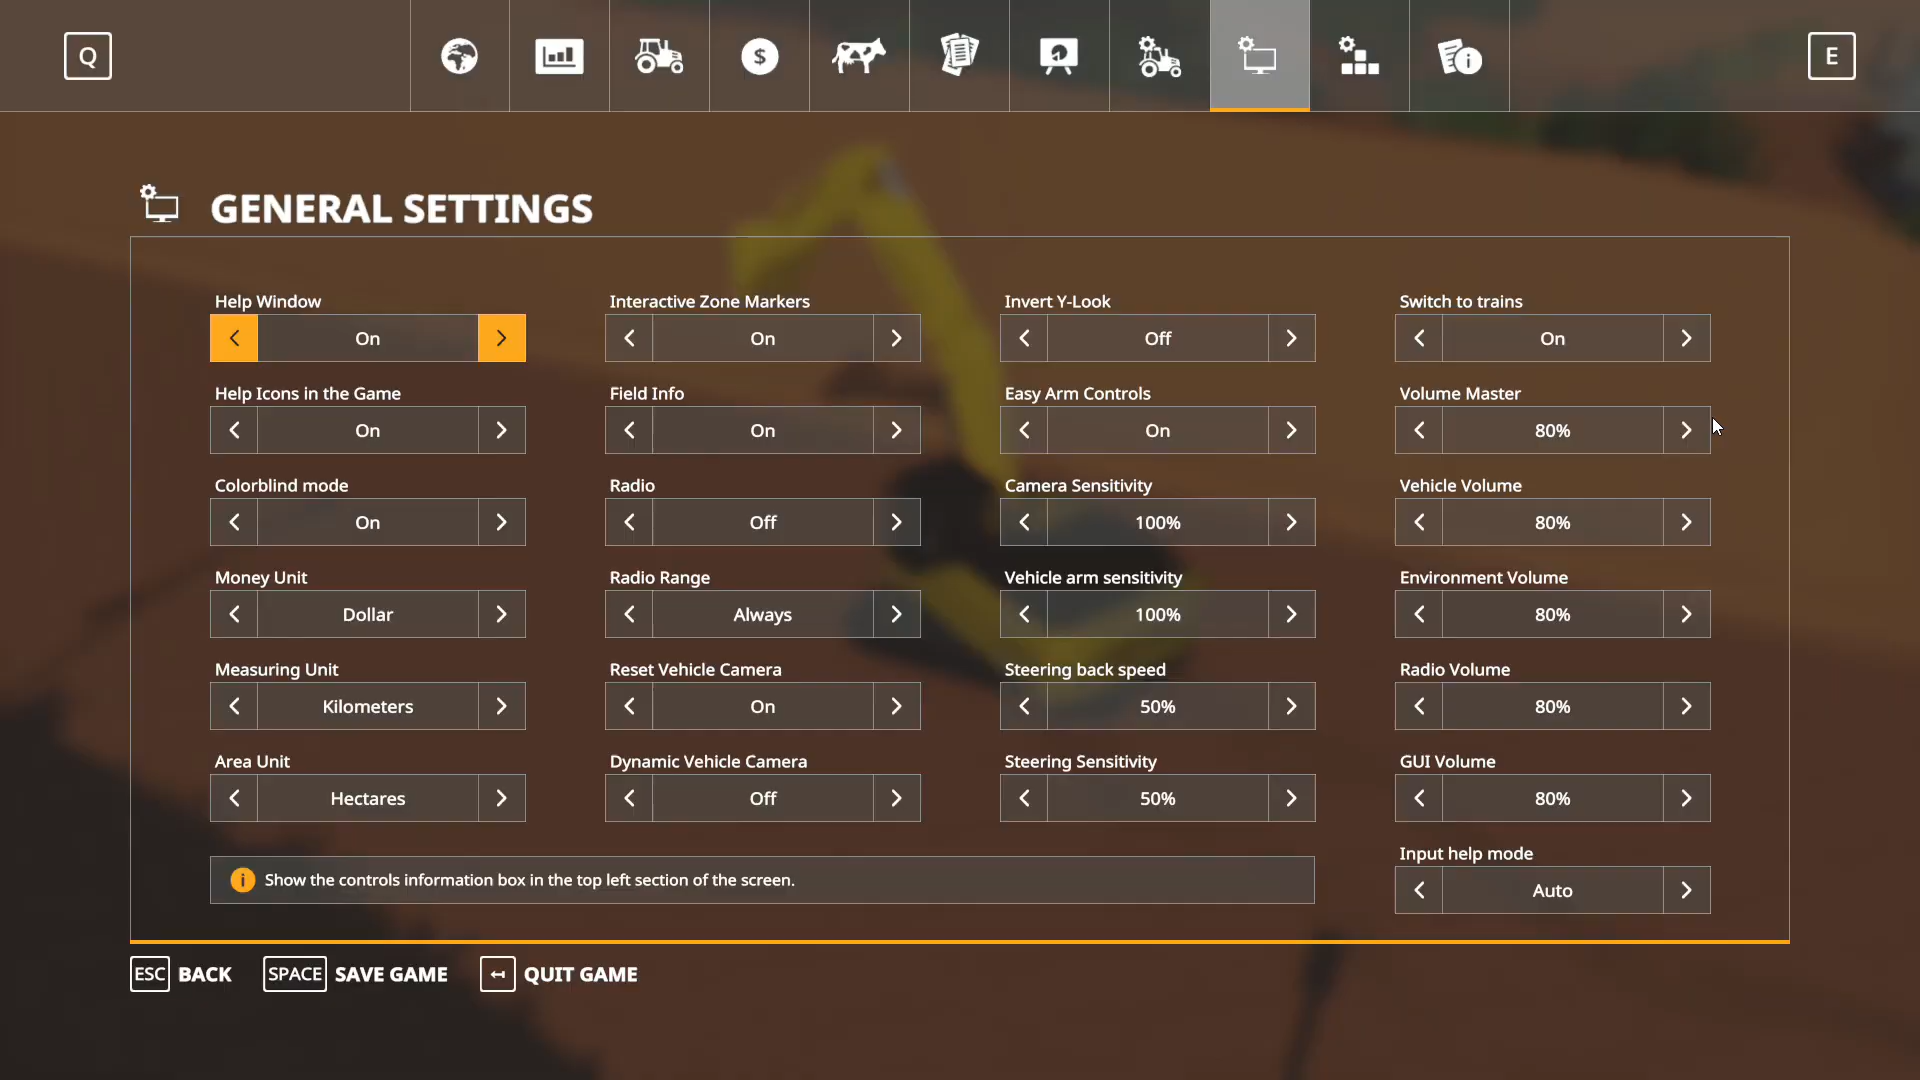 Q
$
E
GENERAL SETTINGS
Help Window
On
Help Icons in the Game
On
Colorblind mode
On
Money Unit
Dollar
Measuring Unit
Kilometers
Area Unit
Hectares
Interactive Zone Markers
On
Field Info
On
Radio
Off
Radio Range
Always
Reset Vehicle Camera
On
Dynamic Vehicle Camera
Off
Invert Y-Look
Off
Easy Arm Controls
On
Camera Sensitivity
100%
Vehicle arm sensitivity
100%
Steering back speed
50%
Steering Sensitivity
50%
Switch to trains
On
Volume Master
80%
Vehicle Volume
80%
Environment Volume
80%
Radio Volume
80%
GUI Volume
80%
Input help mode
Auto
Show the controls information box in the top left section of the screen.
ESC BACK SPACE SAVE GAME QUIT GAME